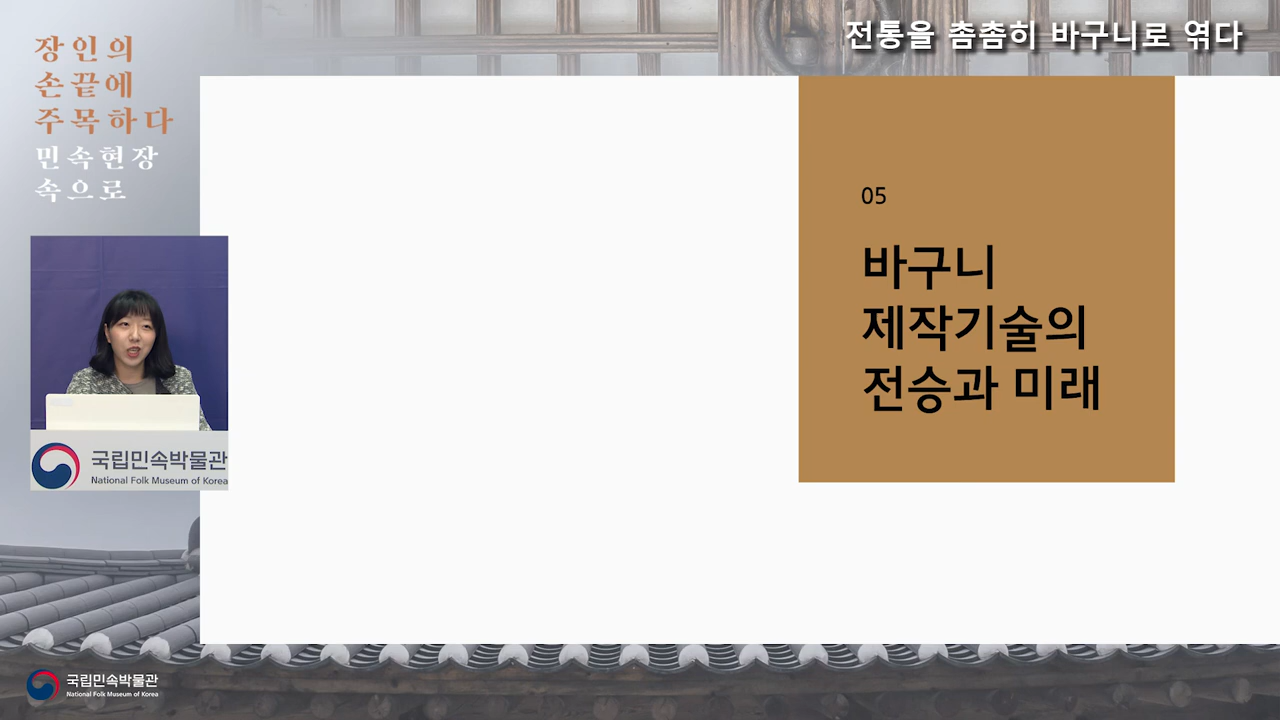 장인의
손끝에
주목하다
민속현장
속으로
전통을 촘촘히 바구니로 엮다
05
바구니
제작기술의
전승과 미래
국립민속박물관
National Folk Museum of Korea
국립민속박물관
National Folk Museum of Korea